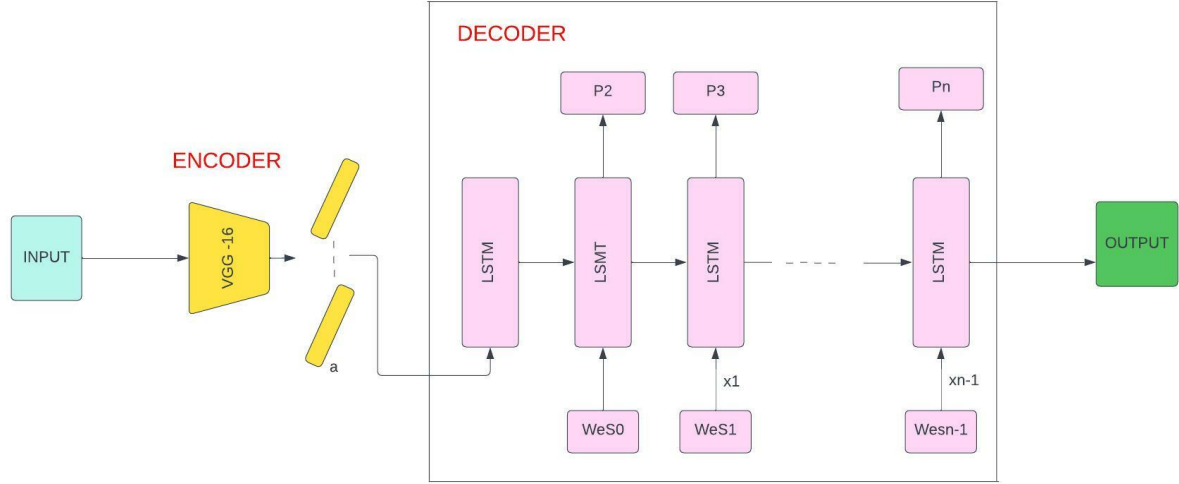 DECODER
P2
P3
Pn
ENCODER
INPUT
VGG -16
LSTM
LSMT
LSTM
LSTM
OUTPUT
a
x1
xn-1
WeS0
WeS1
Wesn-1